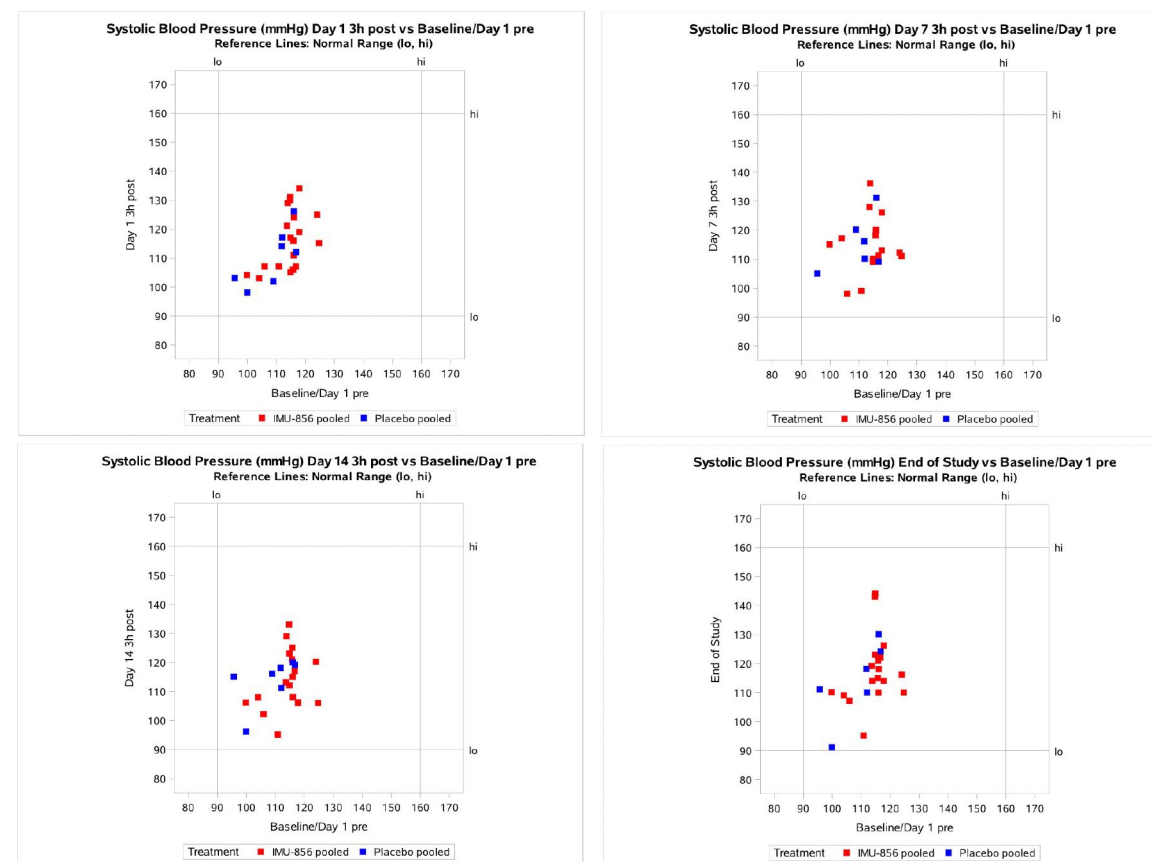 Systolic Blood Pressure (mmHg) Day 1 3h post vs Baseline/Day 1 pre
Reference Lines: Normal Range (lo, hi)
lo hi
170
160 hi
150
140
130
120
110
100
90 lo
80
Day 1 3h post
80 90 100 110 120 130 140 150 160 170
Baseline/Day 1 pre
Treatment IMU-856 pooled Placebo pooled
Systolic Blood Pressure (mmHg) Day 7 3h post vs Baseline/Day 1 pre
Reference Lines: Normal Range (lo, hi)
lo hi
170
160 hi
150
140
130
120
110
100
90 lo
80
Day 7 3h post
80 90 100 110 120 130 140 150 160 170
Baseline/Day 1 pre
Treatment IMU-856 pooled Placebo pooled
Systolic Blood Pressure (mmHg) Day 14 3h post vs Baseline/Day 1 pre
Reference Lines: Normal Range (lo, hi)
lo hi
170
160 hi
150
140
130
120
110
100
90 lo
80
Day 14 3h post
80 90 100 110 120 130 140 150 160 170
Baseline/Day 1 pre
Treatment IMU-856 pooled Placebo pooled
Systolic Blood Pressure (mmHg) End of Study vs Baseline/Day 1 pre
Reference Lines: Normal Range (lo, hi)
lo hi
170
160 hi
150
140
130
120
110
100
90 lo
80
End of Study
80 90 100 110 120 130 140 150 160 170
Baseline/Day 1 pre
Treatment IMU-856 pooled Placebo pooled